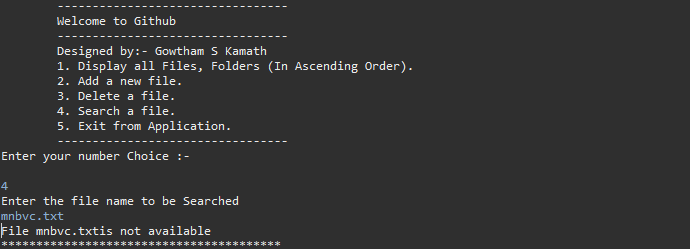 --------------------------------
Welcome to Github
--------------------------------
Designed by:- Gowtham S Kamath
1. Display all Files, Folders (In Ascending Order).
2. Add a new file.
3. Delete a file.
4. Search a file.
5. Exit from Application.
--------------------------------
Enter your number Choice :-
4
Enter the file name to be Searched
mnbvc.txt
File mnbvc.txtis not available
****************************************